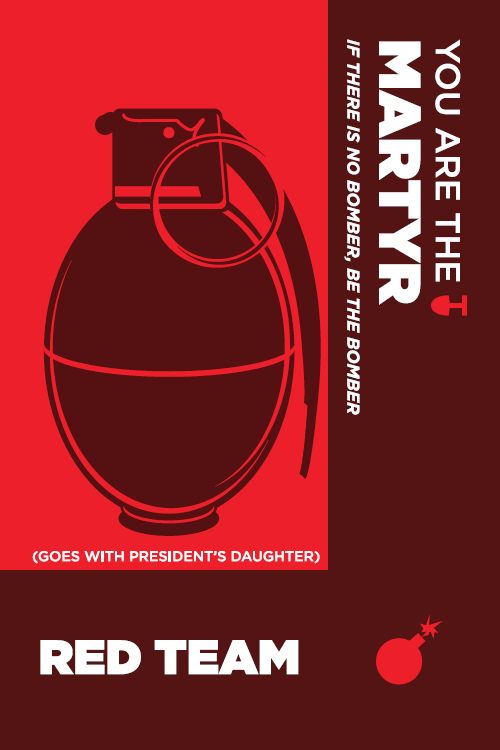 YOU ARE THE
MARTYR
IF THERE IS NO BOMBER, BE THE BOMBER
(GOES WITH PRESIDENT'S DAUGHTER)
RED TEAM